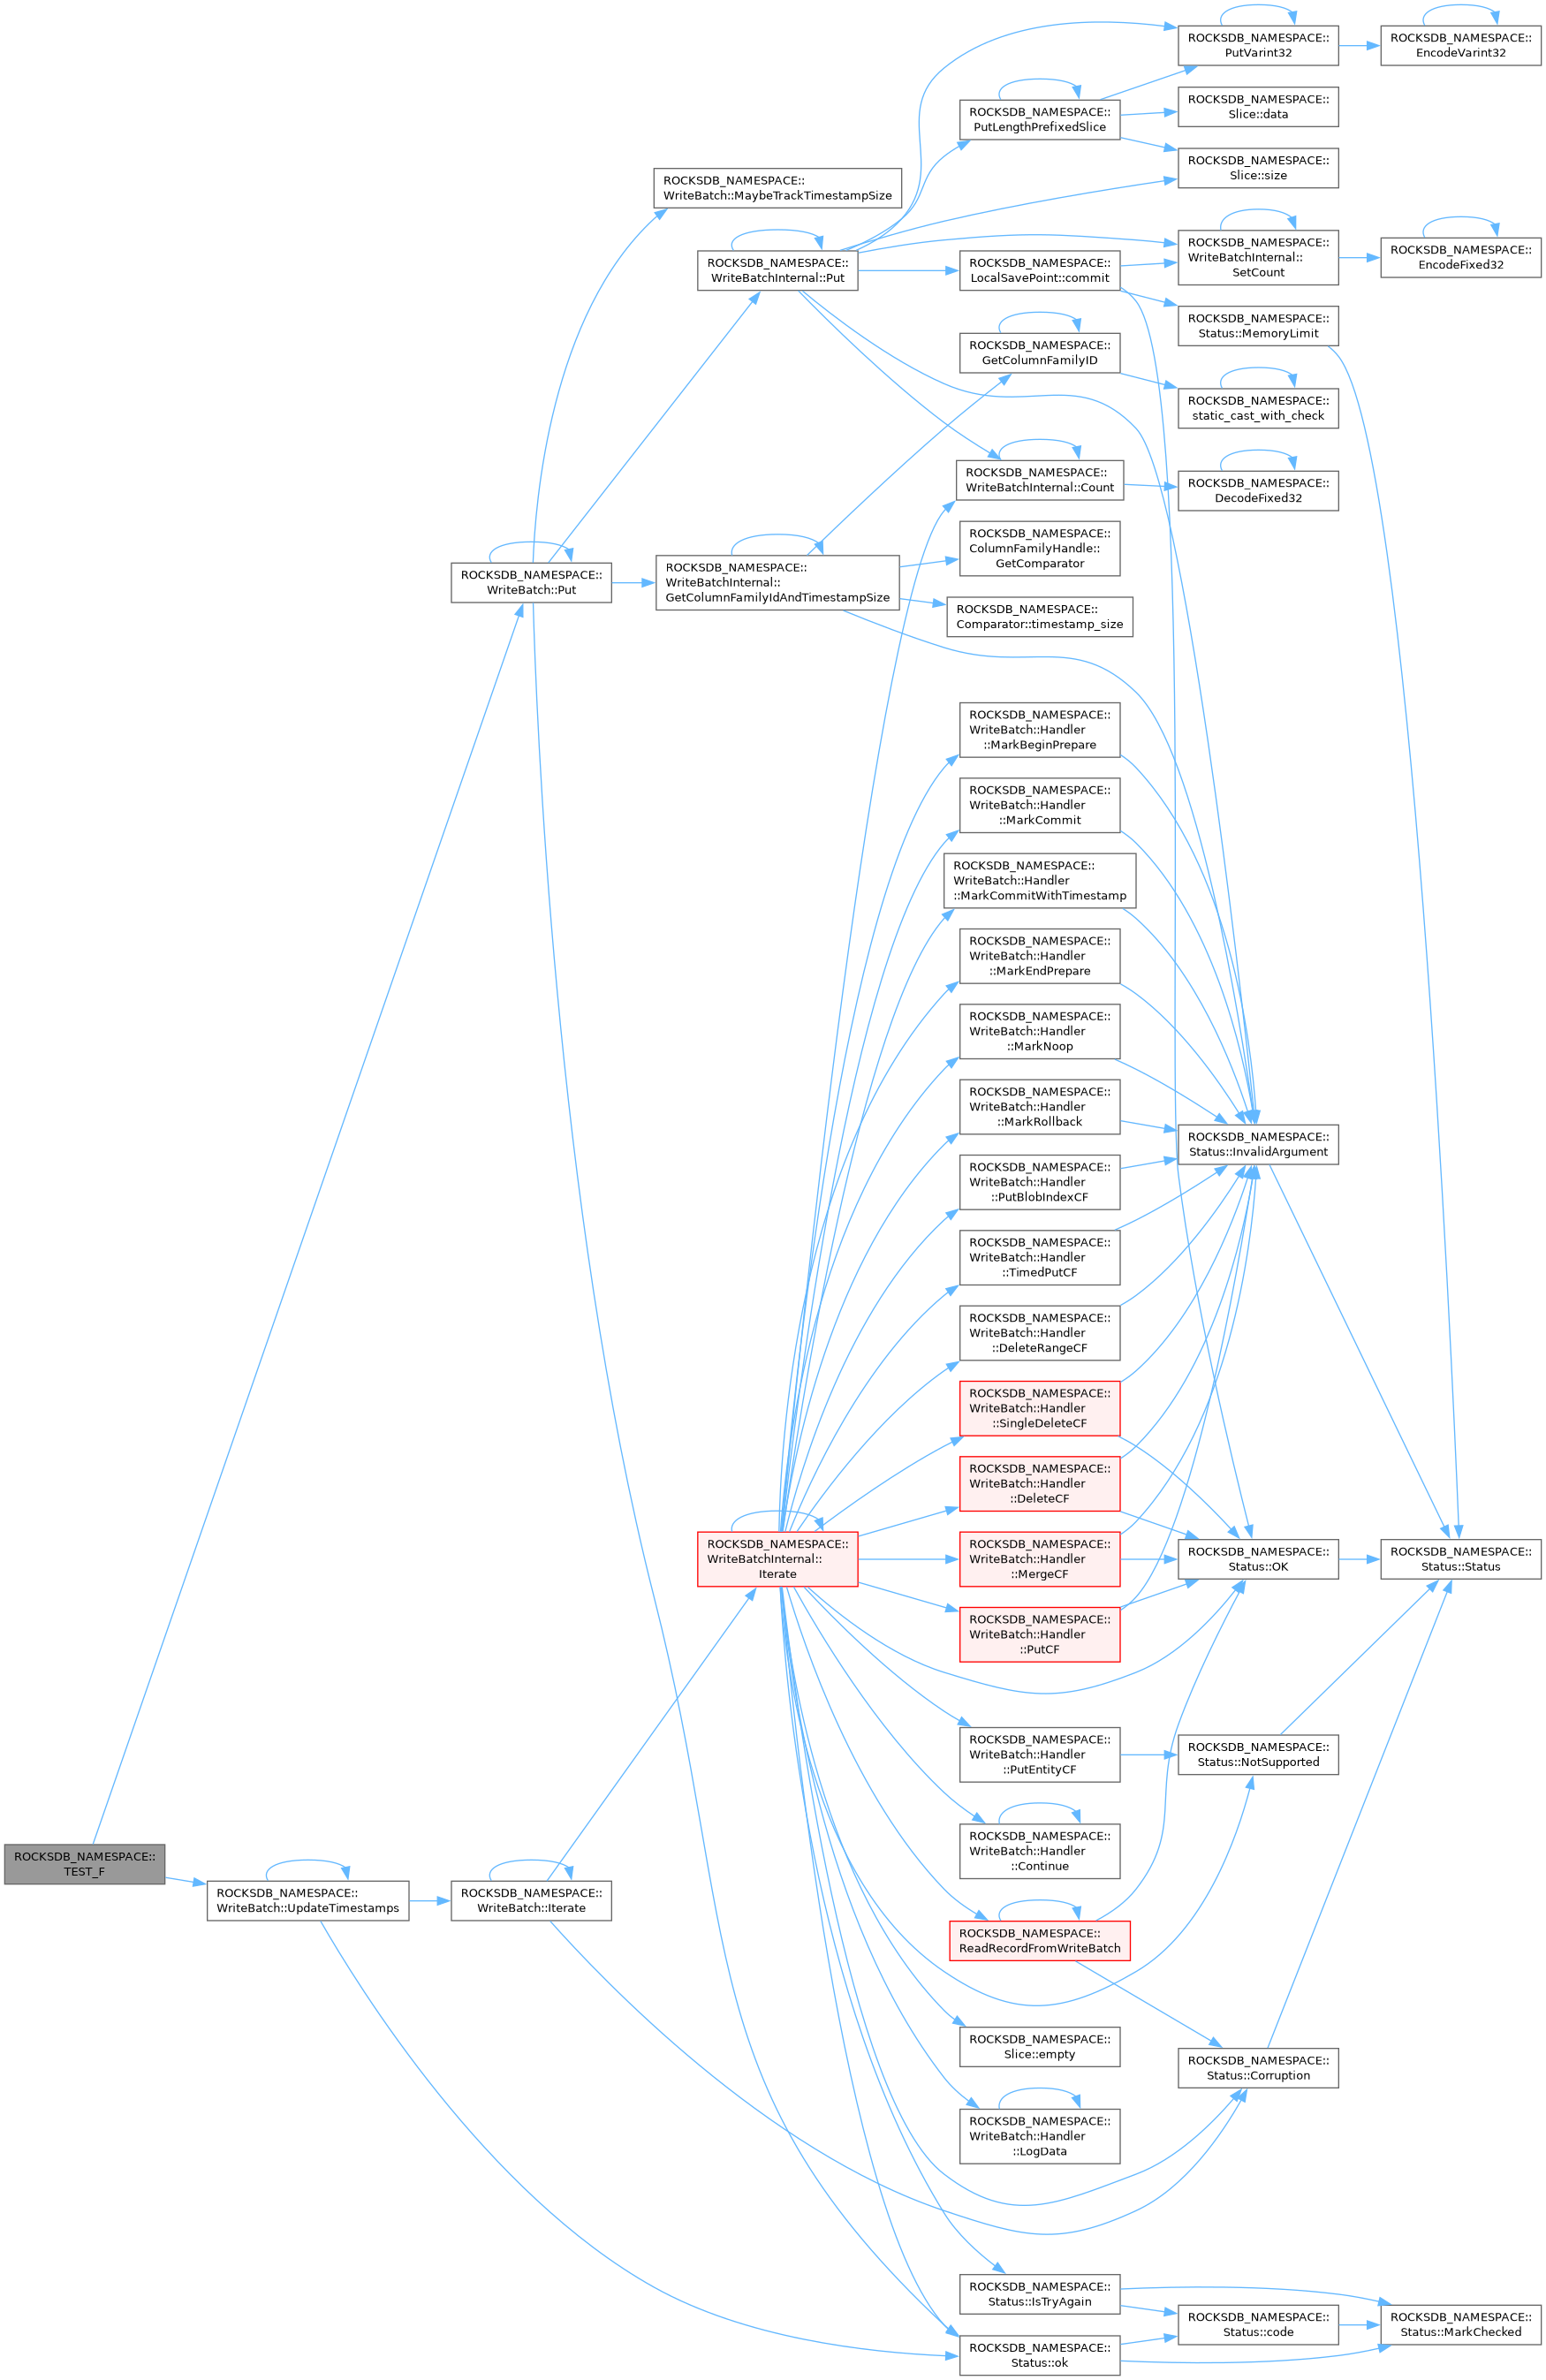 ROCKSDB_NAMESPACE::
TEST_F
ROCKSDB_NAMESPACE::
WriteBatch::Put
ROCKSDB_NAMESPACE::
WriteBatch::UpdateTimestamps
ROCKSDB_NAMESPACE::
WriteBatch::Iterate
ROCKSDB_NAMESPACE::
WriteBatch::MaybeTrackTimestampSize
ROCKSDB_NAMESPACE::
WriteBatchInternal::Put
ROCKSDB_NAMESPACE::
WriteBatchInternal::
GetColumnFamilyIdAndTimestampSize
ROCKSDB_NAMESPACE::
WriteBatchInternal::
Iterate
ROCKSDB_NAMESPACE::
PutLengthPrefixedSlice
ROCKSDB_NAMESPACE::
LocalSavePoint::commit
ROCKSDB_NAMESPACE::
GetColumnFamilyID
ROCKSDB_NAMESPACE::
WriteBatchInternal::Count
ROCKSDB_NAMESPACE::
ColumnFamilyHandle::
GetComparator
ROCKSDB_NAMESPACE::
Comparator::timestamp_size
ROCKSDB_NAMESPACE::
WriteBatch::Handler
::MarkBeginPrepare
ROCKSDB_NAMESPACE::
WriteBatch::Handler
::MarkCommit
ROCKSDB_NAMESPACE::
WriteBatch::Handler
::MarkCommitWithTimestamp
ROCKSDB_NAMESPACE::
WriteBatch::Handler
::MarkEndPrepare
ROCKSDB_NAMESPACE::
WriteBatch::Handler
::MarkNoop
ROCKSDB_NAMESPACE::
WriteBatch::Handler
::MarkRollback
ROCKSDB_NAMESPACE::
WriteBatch::Handler
::PutBlobIndexCF
ROCKSDB_NAMESPACE::
WriteBatch::Handler
::TimedPutCF
ROCKSDB_NAMESPACE::
WriteBatch::Handler
::DeleteRangeCF
ROCKSDB_NAMESPACE::
WriteBatch::Handler
::SingleDeleteCF
ROCKSDB_NAMESPACE::
WriteBatch::Handler
::DeleteCF
ROCKSDB_NAMESPACE::
WriteBatch::Handler
::MergeCF
ROCKSDB_NAMESPACE::
WriteBatch::Handler
::PutCF
ROCKSDB_NAMESPACE::
WriteBatch::Handler
::PutEntityCF
ROCKSDB_NAMESPACE::
WriteBatch::Handler
::Continue
ROCKSDB_NAMESPACE::
ReadRecordFromWriteBatch
ROCKSDB_NAMESPACE::
Slice::empty
ROCKSDB_NAMESPACE::
WriteBatch::Handler
::LogData
ROCKSDB_NAMESPACE::
Status::IsTryAgain
ROCKSDB_NAMESPACE::
Status::ok
ROCKSDB_NAMESPACE::
PutVarint32
ROCKSDB_NAMESPACE::
Slice::data
ROCKSDB_NAMESPACE::
Slice::size
ROCKSDB_NAMESPACE::
WriteBatchInternal::
SetCount
ROCKSDB_NAMESPACE::
Status::MemoryLimit
ROCKSDB_NAMESPACE::
static_cast_with_check
ROCKSDB_NAMESPACE::
DecodeFixed32
ROCKSDB_NAMESPACE::
Status::InvalidArgument
ROCKSDB_NAMESPACE::
Status::OK
ROCKSDB_NAMESPACE::
Status::NotSupported
ROCKSDB_NAMESPACE::
Status::Corruption
ROCKSDB_NAMESPACE::
Status::code
ROCKSDB_NAMESPACE::
EncodeVarint32
ROCKSDB_NAMESPACE::
EncodeFixed32
ROCKSDB_NAMESPACE::
Status::Status
ROCKSDB_NAMESPACE::
Status::MarkChecked